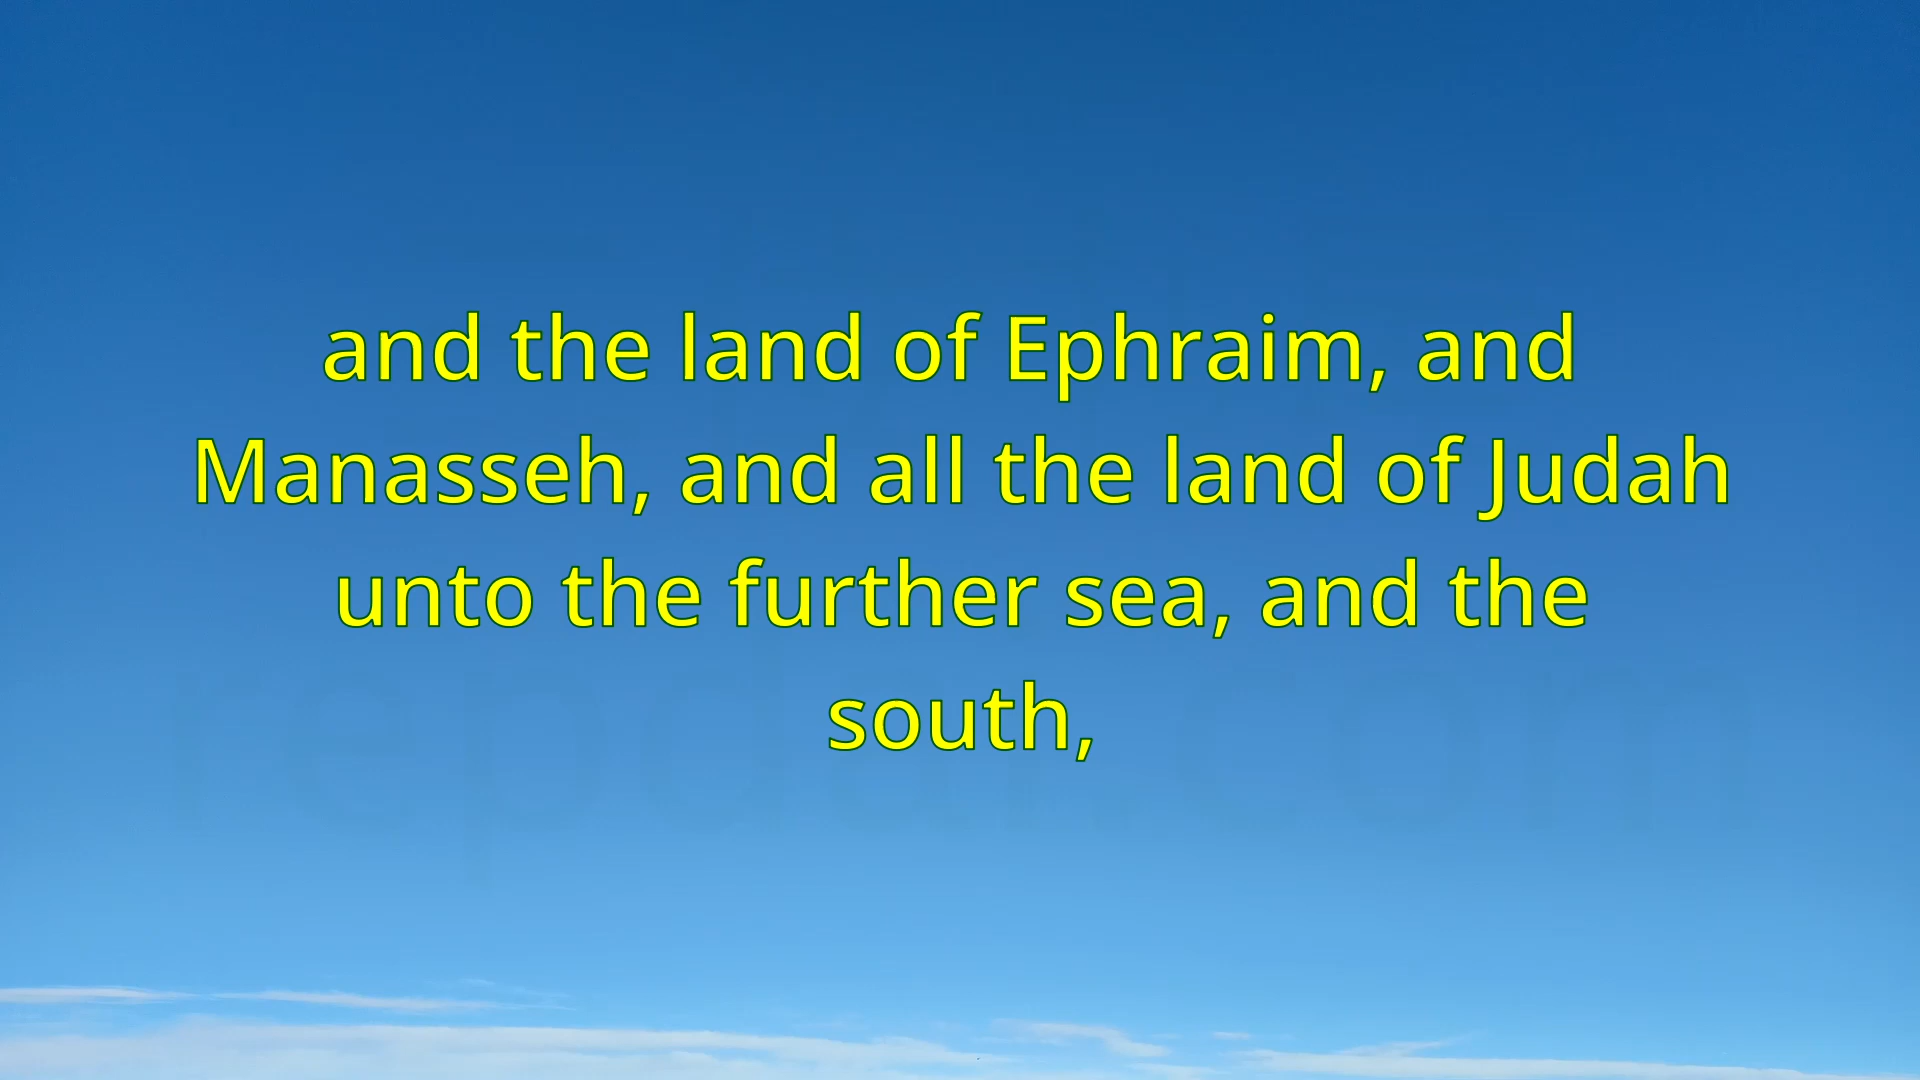 and the land of Ephraim, and
Manasseh, and all the land of Judah
unto the further sea, and the
south,